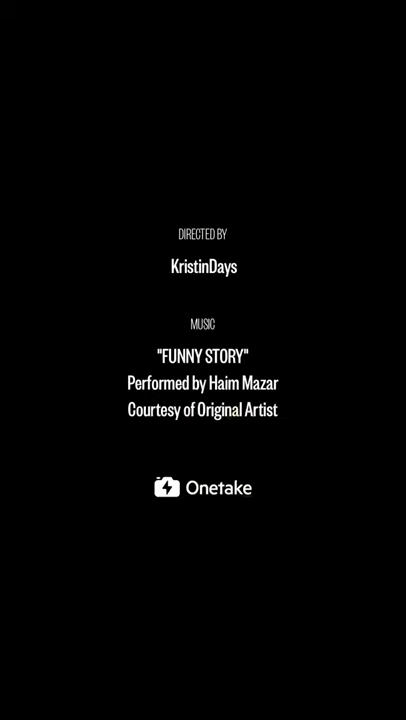 DIRECTED BY
KristinDays
MUSIC
"FUNNY STORY"
Performed by Haim Mazar
Courtesy of Original Artist
Onetake